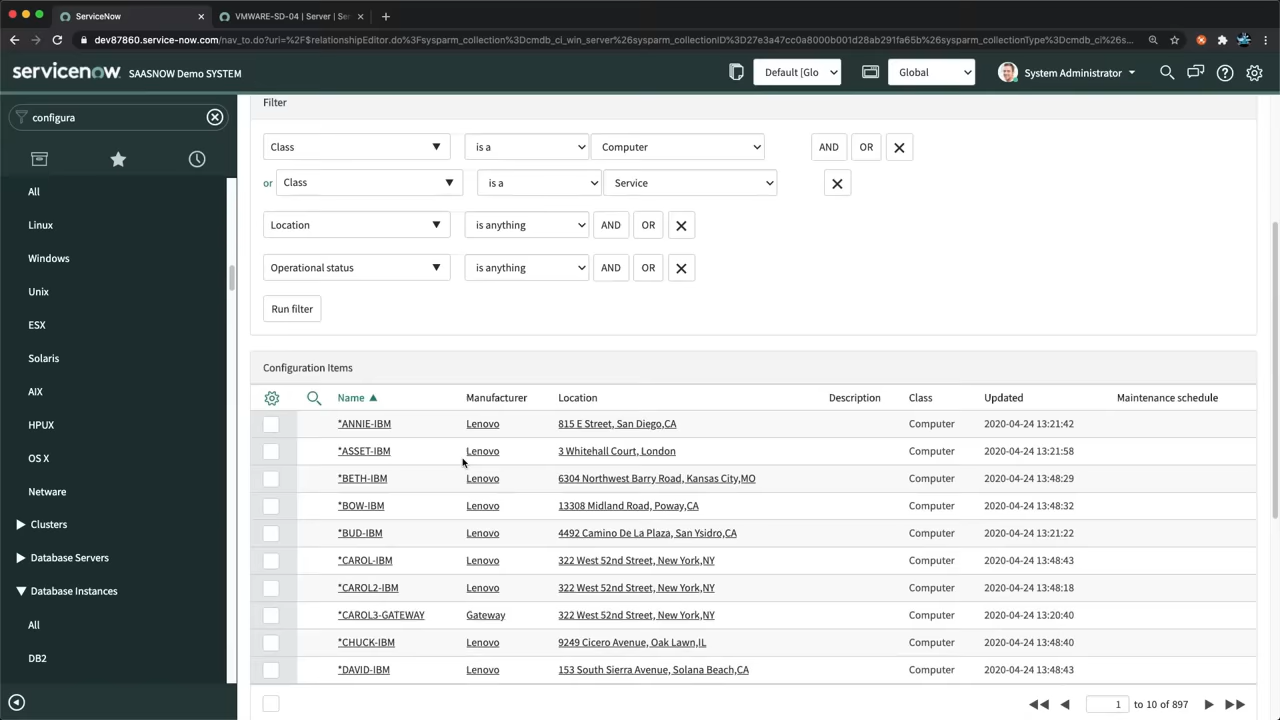 ServiceNow
VMWARE-SD-04 | Server | Ser
dev87860.service-now.com/nav_to.do?uri=%2F$relationshipEditor.do%3Fsysparm_collection%3Dcmdb_ci_win_server%26sysparm_collectionID%3D27e3a47cc0a8000b001d28ab291fa65b%26sysparm_collectionType%3Dcmdb_ci%26s...
servicenow SAASNOW Demo SYSTEM
Default [Glo
Global
System Administrator
configura
All
Linux
Windows
Unix
ESX
Solaris
AIX
HPUX
OS X
Netware
Clusters
Database Servers
Database Instances
All
DB2
Filter
Class is a Computer AND OR
or Class is a Service
Location is anything AND OR
Operational status is anything AND OR
Run filter
Configuration Items
Name Manufacturer Location Description Class Updated Maintenance schedule
*ANNIE-IBM Lenovo 815 E Street, San Diego,CA Computer 2020-04-24 13:21:42
*ASSET-IBM Lenovo 3 Whitehall Court, London Computer 2020-04-24 13:21:58
*BETH-IBM Lenovo 6304 Northwest Barry Road, Kansas City,MO Computer 2020-04-24 13:48:29
*BOW-IBM Lenovo 13308 Midland Road, Poway,CA Computer 2020-04-24 13:48:32
*BUD-IBM Lenovo 4492 Camino De La Plaza, San Ysidro,CA Computer 2020-04-24 13:21:22
*CAROL-IBM Lenovo 322 West 52nd Street, New York,NY Computer 2020-04-24 13:48:43
*CAROL2-IBM Lenovo 322 West 52nd Street, New York,NY Computer 2020-04-24 13:48:18
*CAROL3-GATEWAY Gateway 322 West 52nd Street, New York,NY Computer 2020-04-24 13:20:40
*CHUCK-IBM Lenovo 9249 Cicero Avenue, Oak Lawn,IL Computer 2020-04-24 13:48:40
*DAVID-IBM Lenovo 153 South Sierra Avenue, Solana Beach,CA Computer 2020-04-24 13:48:43
1 to 10 of 897